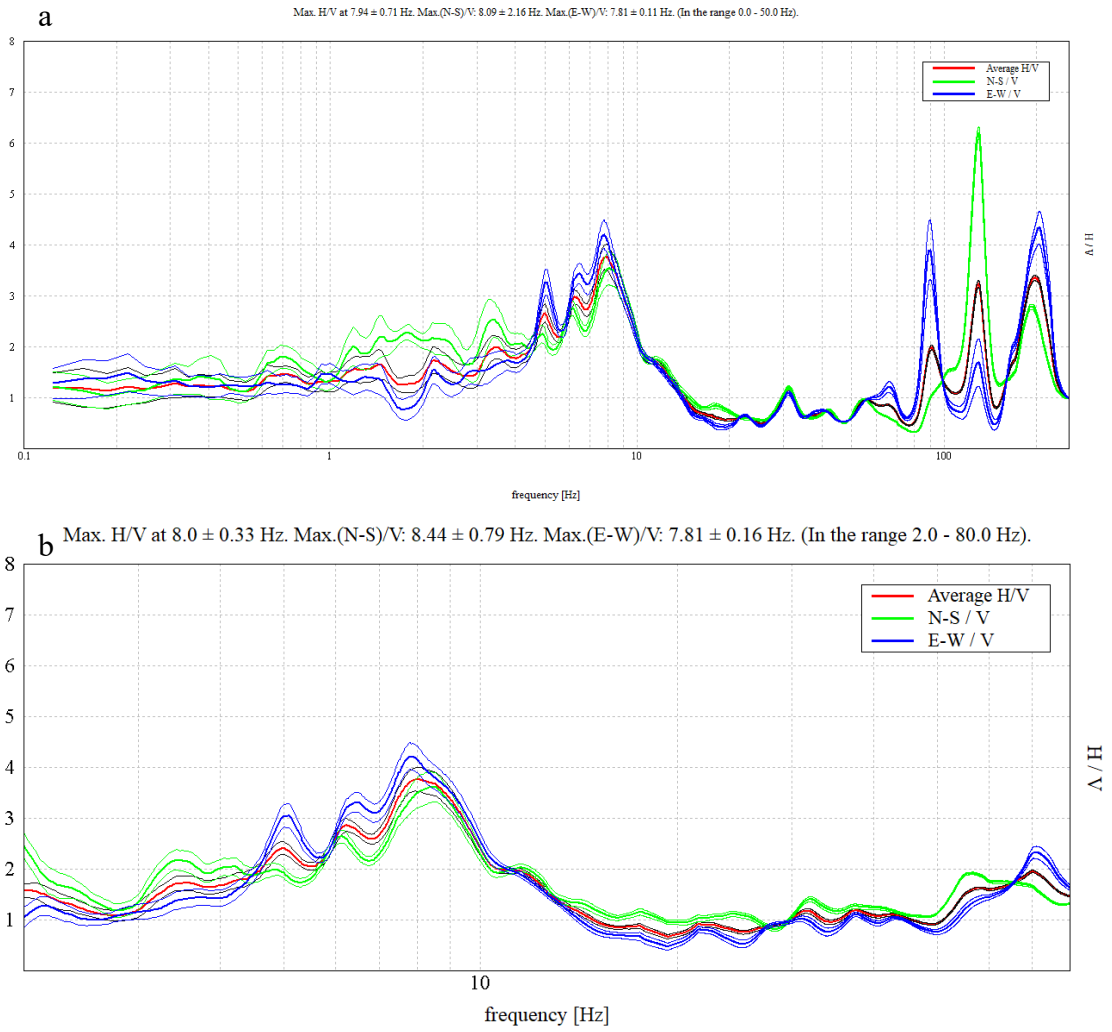 a
Max. H/V at 7.94 ± 0.71 Hz. Max.(N-S)/V: 8.09 ± 2.16 Hz. Max.(E-W)/V: 7.81 ± 0.11 Hz. (In the range 0.0 - 50.0 Hz).
8
7
6
5
4
3
2
1
Average H/V
N-S / V
E-W / V
H / V
0.1
1
10
100
frequency [Hz]
b
Max. H/V at 8.0 ± 0.33 Hz. Max.(N-S)/V: 8.44 ± 0.79 Hz. Max.(E-W)/V: 7.81 ± 0.16 Hz. (In the range 2.0 - 80.0 Hz).
8
7
6
5
4
3
2
1
Average H/V
N-S / V
E-W / V
H / V
10
frequency [Hz]